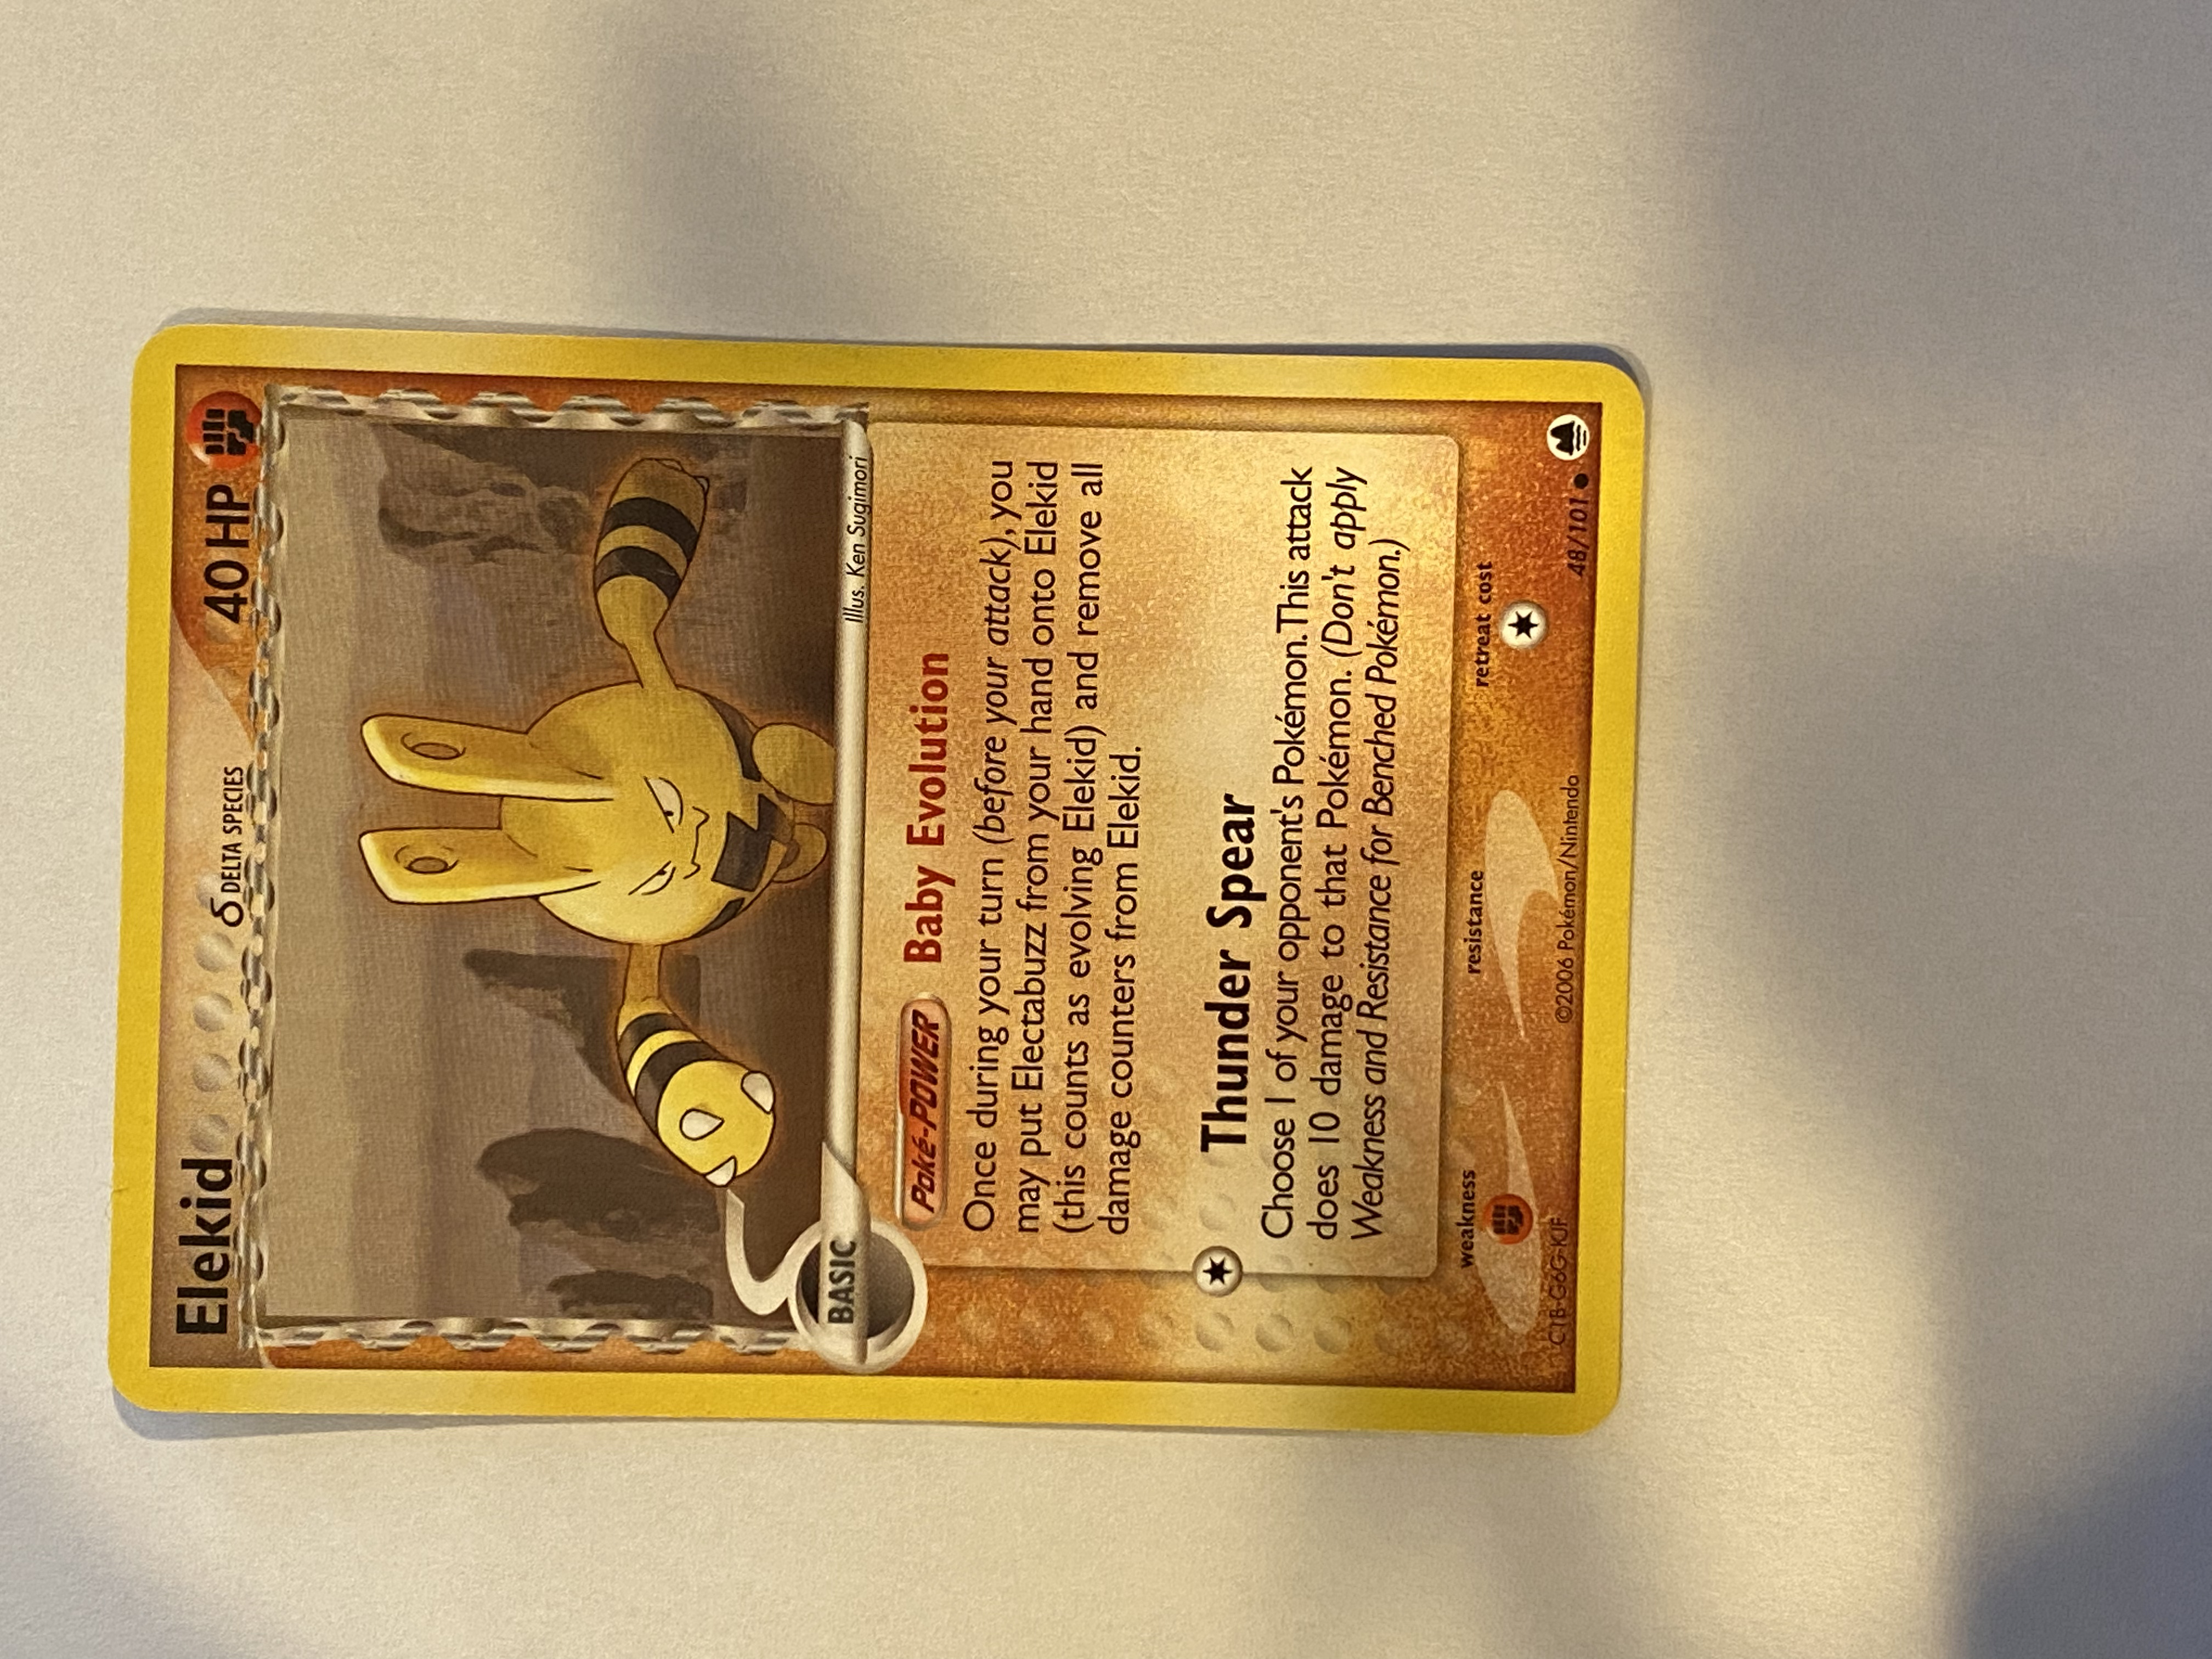 Elekid
δ DELTA SPECIES
40 HP
BASIC
Illus. Ken Sugimori
Poké-POWER Baby Evolution
Once during your turn (before your attack), you
may put Electabuzz from your hand onto Elekid
(this counts as evolving Elekid) and remove all
damage counters from Elekid.
Thunder Spear
Choose 1 of your opponent's Pokémon. This attack
does 10 damage to that Pokémon. (Don't apply
Weakness and Resistance for Benched Pokémon.)
weakness resistance retreat cost
C1B-G6G-KJF ©2006 Pokémon/Nintendo 48/101